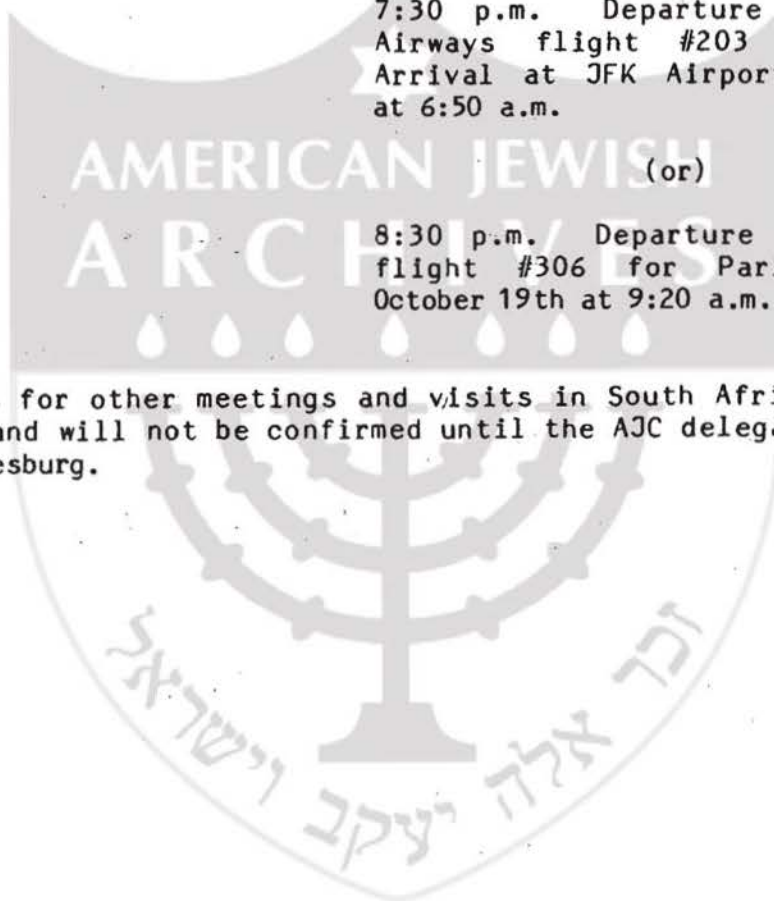 7:30 p.m. Departure
Airways flight #203
Arrival at JFK Airpor
at 6:50 a.m.
AMERICAN JEWISH
(or)
ARCHIVES
8:30 p.m. Departure
flight #306 for Par
October 19th at 9:20 a.m.
for other meetings and visits in South Afri
and will not be confirmed until the AJC delega
esburg.
זכר אלה יעקב וישראל